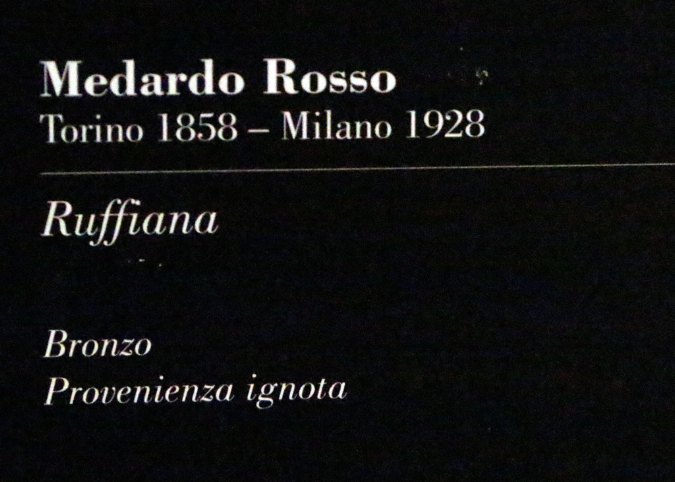 Medardo Rosso
Torino 1858 – Milano 1928
Ruffiana
Bronzo
Provenienza ignota